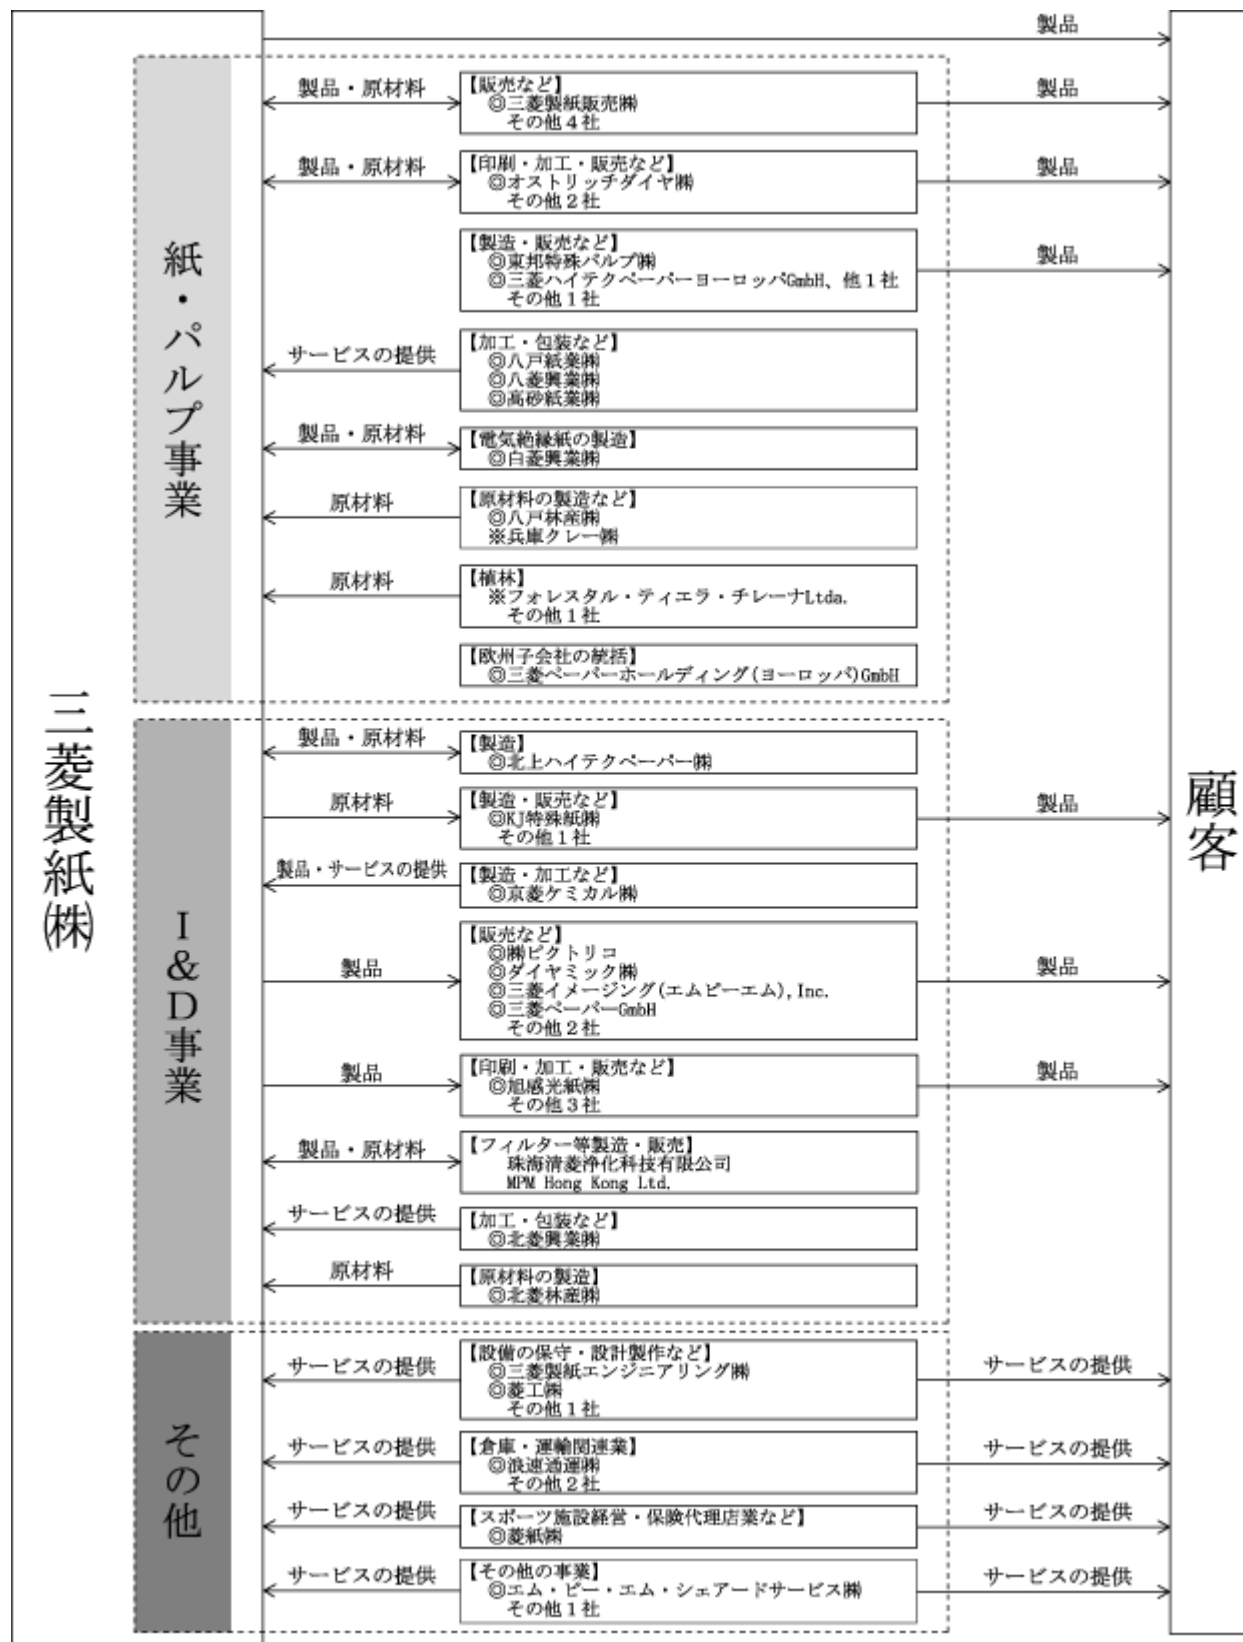 三菱製紙㈱
製品
紙・パルプ事業
製品・原材料
【販売など】
◎三菱製紙販売㈱
その他4社
製品
製品・原材料
【印刷・加工・販売など】
◎オストリッチダイヤ㈱
その他2社
製品
【製造・販売など】
◎東邦特殊パルプ㈱
◎三菱ハイテクペーパーヨーロッパGmbH、他1社
その他1社
製品
サービスの提供
【加工・包装など】
◎八戸紙業㈱
◎八菱興業㈱
◎高砂紙業㈱
製品・原材料
【電気絶縁紙の製造】
◎白菱興業㈱
原材料
【原材料の製造など】
◎八戸林産㈱
※兵庫クレー㈱
原材料
【植林】
※フォレスタル・ティエラ・チレーナLtda.
その他1社
【欧州子会社の統括】
◎三菱ペーパーホールディング(ヨーロッパ)GmbH
I&D事業
製品・原材料
【製造】
◎北上ハイテクペーパー㈱
原材料
【製造・販売など】
◎KJ特殊紙㈱
その他1社
製品
製品・サービスの提供
【製造・加工など】
◎京菱ケミカル㈱
製品
【販売など】
◎㈱ピクトリコ
◎ダイヤミック㈱
◎三菱イメージング(エムピーエム),Inc.
◎三菱ペーパーGmbH
その他2社
製品
製品
【印刷・加工・販売など】
◎旭感光紙㈱
その他3社
製品
製品・原材料
【フィルター等製造・販売】
珠海清菱浄化科技有限公司
MPM Hong Kong Ltd.
サービスの提供
【加工・包装など】
◎北菱興業㈱
原材料
【原材料の製造】
◎北菱林産㈱
その他
サービスの提供
【設備の保守・設計製作など】
◎三菱製紙エンジニアリング㈱
◎菱工㈱
その他1社
サービスの提供
サービスの提供
【倉庫・運輸関連業】
◎浪速通運㈱
その他2社
サービスの提供
サービスの提供
【スポーツ施設経営・保険代理店業など】
◎菱紙㈱
サービスの提供
サービスの提供
【その他の事業】
◎エム・ピー・エム・シェアードサービス㈱
その他1社
サービスの提供
顧客